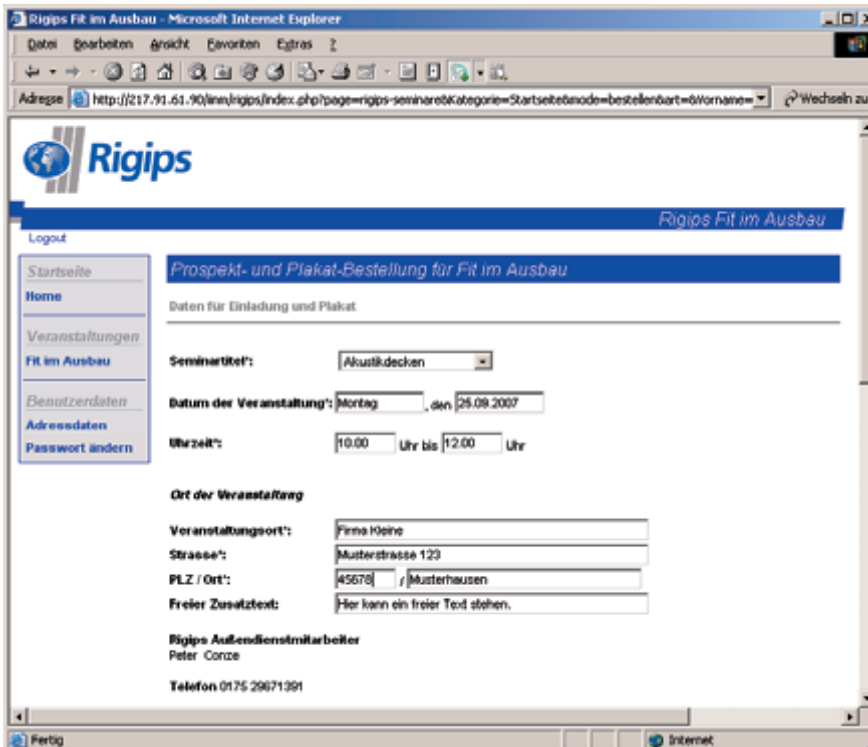 Rigips Fit im Ausbau - Microsoft Internet Explorer
Datei Bearbeiten Ansicht Favoriten Extras ?
Adresse http://217.91.61.90/linm/rigips/index.php?page=rigips-seminare&Kategorie=Startseite&mode=bestellen&art=&Vorname= Wechseln zu
Rigips
Rigips Fit im Ausbau
Logout
Startseite
Home
Veranstaltungen
Fit im Ausbau
Benutzerdaten
Adressdaten
Passwort ändern
Prospekt- und Plakat-Bestellung für Fit im Ausbau
Daten für Einladung und Plakat
Seminartitel*: Akustikdecken
Datum der Veranstaltung*: Montag , den 25.09.2007
Uhrzeit*: 10.00 Uhr bis 12.00 Uhr
Ort der Veranstaltung
Veranstaltungsort*: Firma Kleine
Strasse*: Musterstrasse 123
PLZ / Ort*: 45678 / Musterhausen
Freier Zusatztext: Hier kann ein freier Text stehen.
Rigips Außendienstmitarbeiter
Peter Conze
Telefon 0175 29671391
Fertig Internet